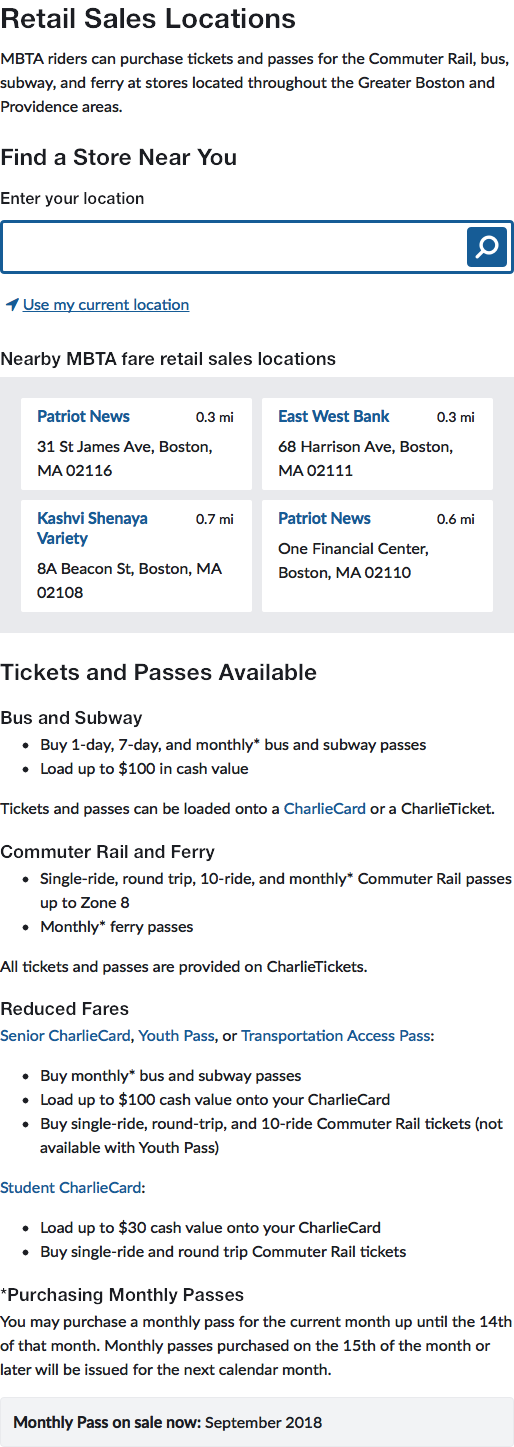 Retail Sales Locations
MBTA riders can purchase tickets and passes for the Commuter Rail, bus,
subway, and ferry at stores located throughout the Greater Boston and
Providence areas.
Find a Store Near You
Enter your location
Use my current location
Nearby MBTA fare retail sales locations
Patriot News 0.3 mi
31 St James Ave, Boston,
MA 02116
East West Bank 0.3 mi
68 Harrison Ave, Boston,
MA 02111
Kashvi Shenaya 0.7 mi
Variety
8A Beacon St, Boston, MA
02108
Patriot News 0.6 mi
One Financial Center,
Boston, MA 02110
Tickets and Passes Available
Bus and Subway
• Buy 1-day, 7-day, and monthly* bus and subway passes
• Load up to $100 in cash value
Tickets and passes can be loaded onto a CharlieCard or a CharlieTicket.
Commuter Rail and Ferry
• Single-ride, round trip, 10-ride, and monthly* Commuter Rail passes
up to Zone 8
• Monthly* ferry passes
All tickets and passes are provided on CharlieTickets.
Reduced Fares
Senior CharlieCard, Youth Pass, or Transportation Access Pass:
• Buy monthly* bus and subway passes
• Load up to $100 cash value onto your CharlieCard
• Buy single-ride, round-trip, and 10-ride Commuter Rail tickets (not
available with Youth Pass)
Student CharlieCard:
• Load up to $30 cash value onto your CharlieCard
• Buy single-ride and round trip Commuter Rail tickets
*Purchasing Monthly Passes
You may purchase a monthly pass for the current month up until the 14th
of that month. Monthly passes purchased on the 15th of the month or
later will be issued for the next calendar month.
Monthly Pass on sale now: September 2018